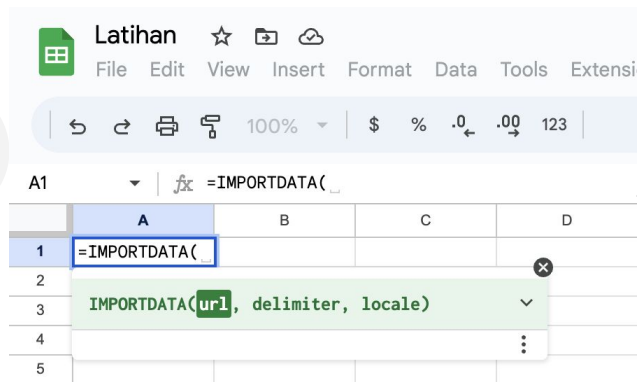 Latihan
File Edit View Insert Format Data Tools Extensi
100% $ % .0 .00 123
A1 fx =IMPORTDATA(
A B C D
1 =IMPORTDATA(
2
IMPORTDATA(url, delimiter, locale)
3
4
5